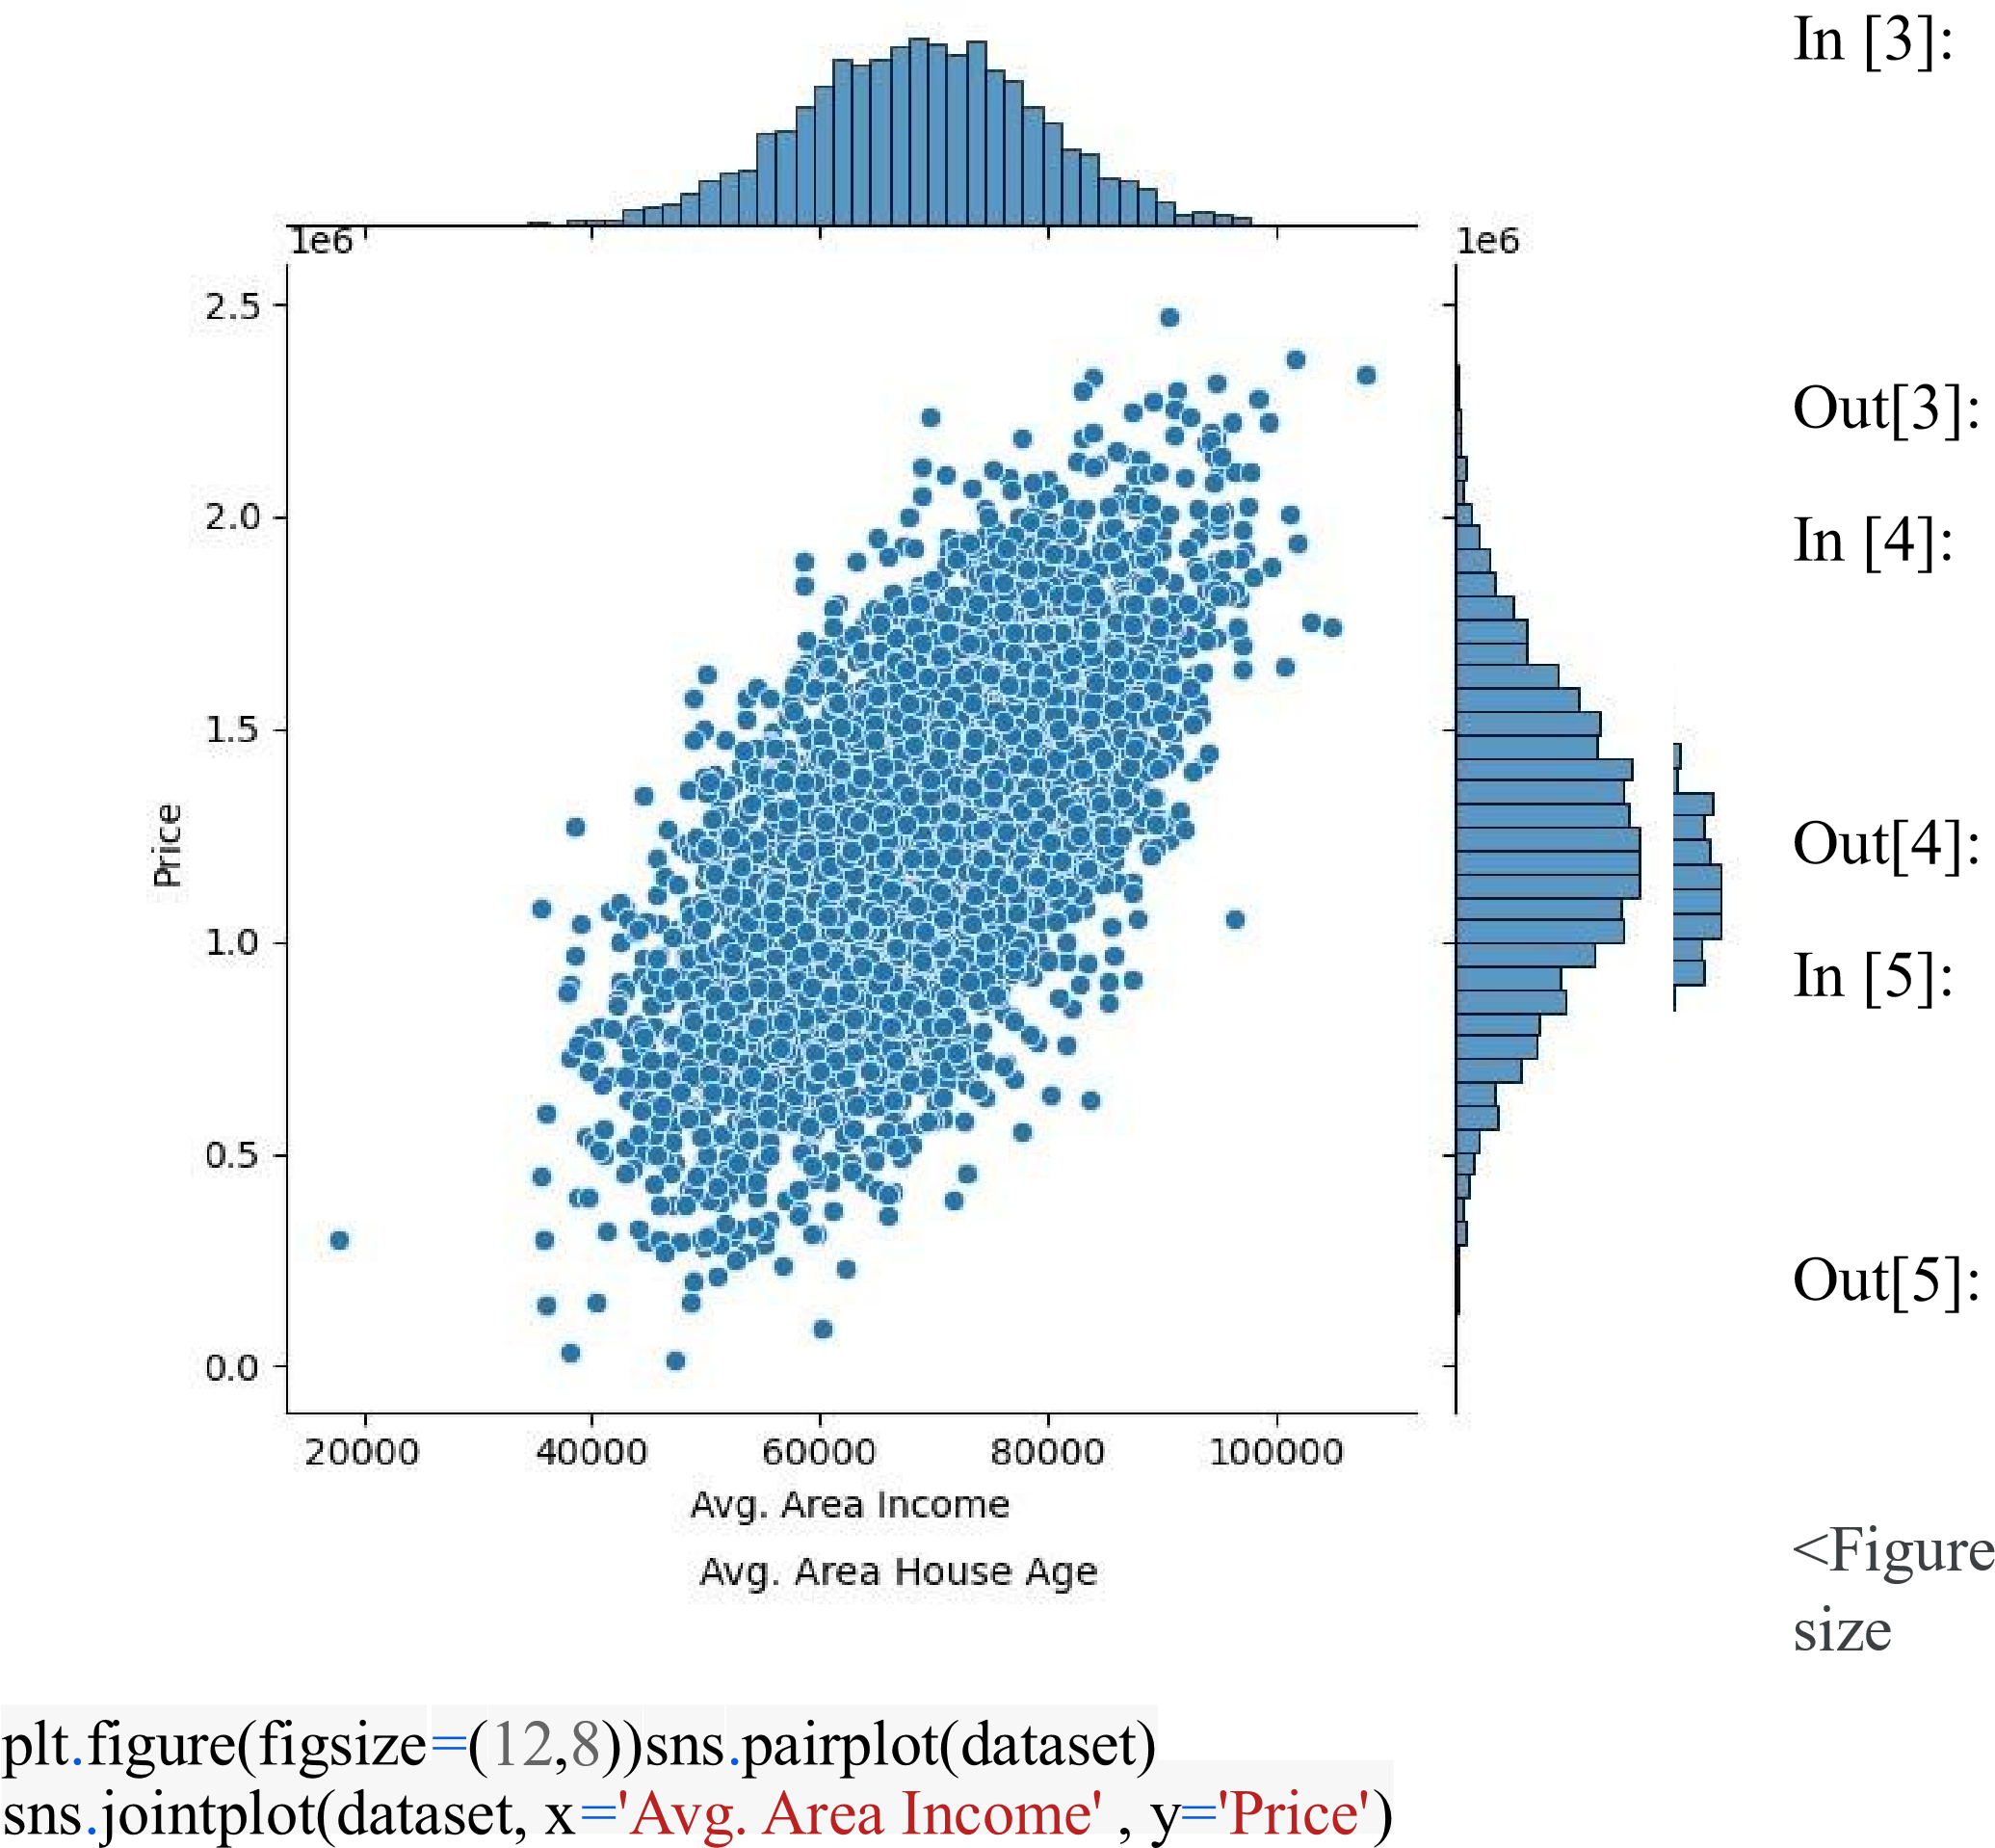 In [3]:
1e6
1e6
2.5
Out[3]:
2.0
In [4]:
1.5
Price
Out[4]:
1.0
In [5]:
0.5
Out[5]:
0.0
20000 40000 60000 80000 100000
Avg. Area Income
Avg. Area House Age
<Figure
size
plt.figure(figsize=(12,8))sns.pairplot(dataset)
sns.jointplot(dataset, x='Avg. Area Income' , y='Price')